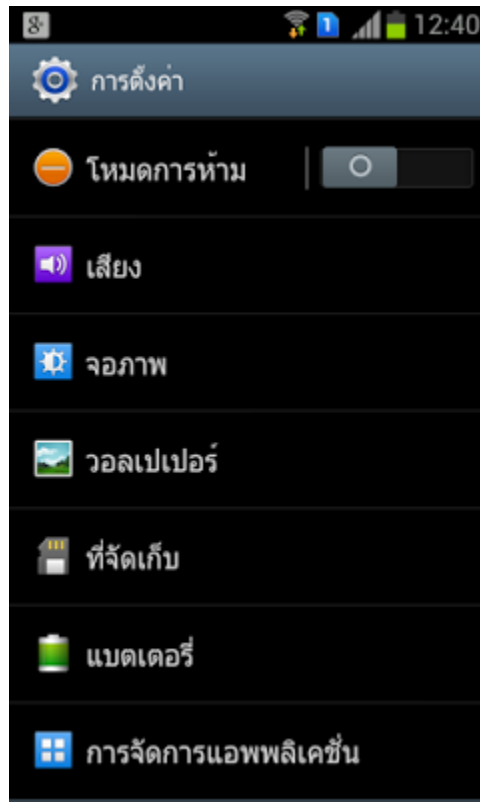 8+ 1 12:40
การตั้งค่า
โหมดการห้าม
เสียง
จอภาพ
วอลเปเปอร์
ที่จัดเก็บ
แบตเตอรี่
การจัดการแอพพลิเคชั่น